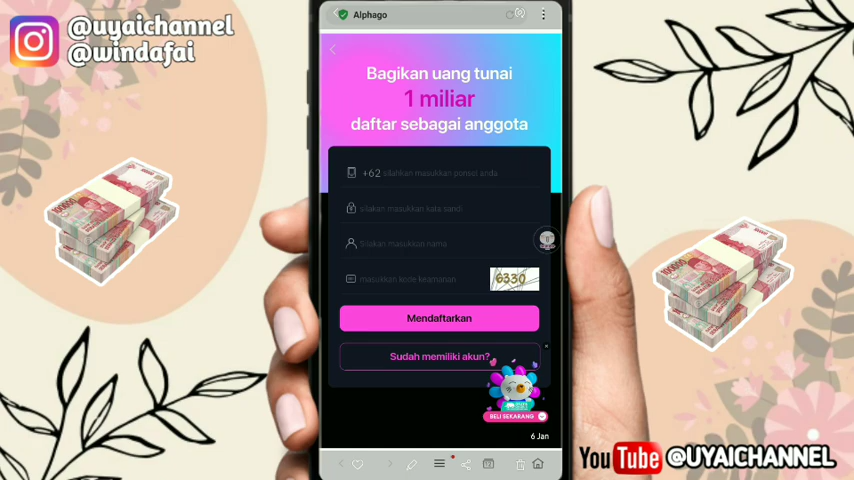 @uyaichannel
@windafai
Alphago
Bagikan uang tunai
1 miliar
daftar sebagai anggota
+62 silahkan masukkan ponsel anda
silakan masukkan kata sandi
Silakan masukkan nama
masukkan kode keamanan
6330
Mendaftarkan
Sudah memiliki akun?
BELI SEKARANG
6 Jan
YouTube @UYAICHANNEL